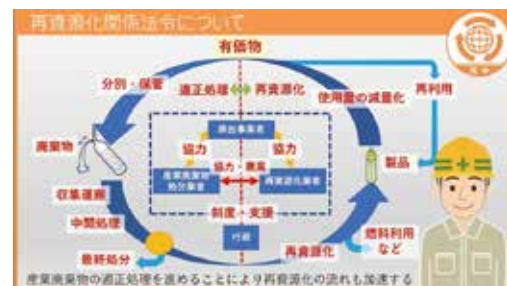 再資源化関係法令について
有価物
分別・保管
適正処理
再資源化
使用量の減量化
再利用
排出事業者
協力
協力
廃棄物
協力・連携
産業廃棄物
処分業者
再資源化業者
製品
収集運搬
制度・支援
中間処理
行政
再資源化
燃料利用
など
最終処分
産業廃棄物の適正処理を進めることにより再資源化の流れも加速する